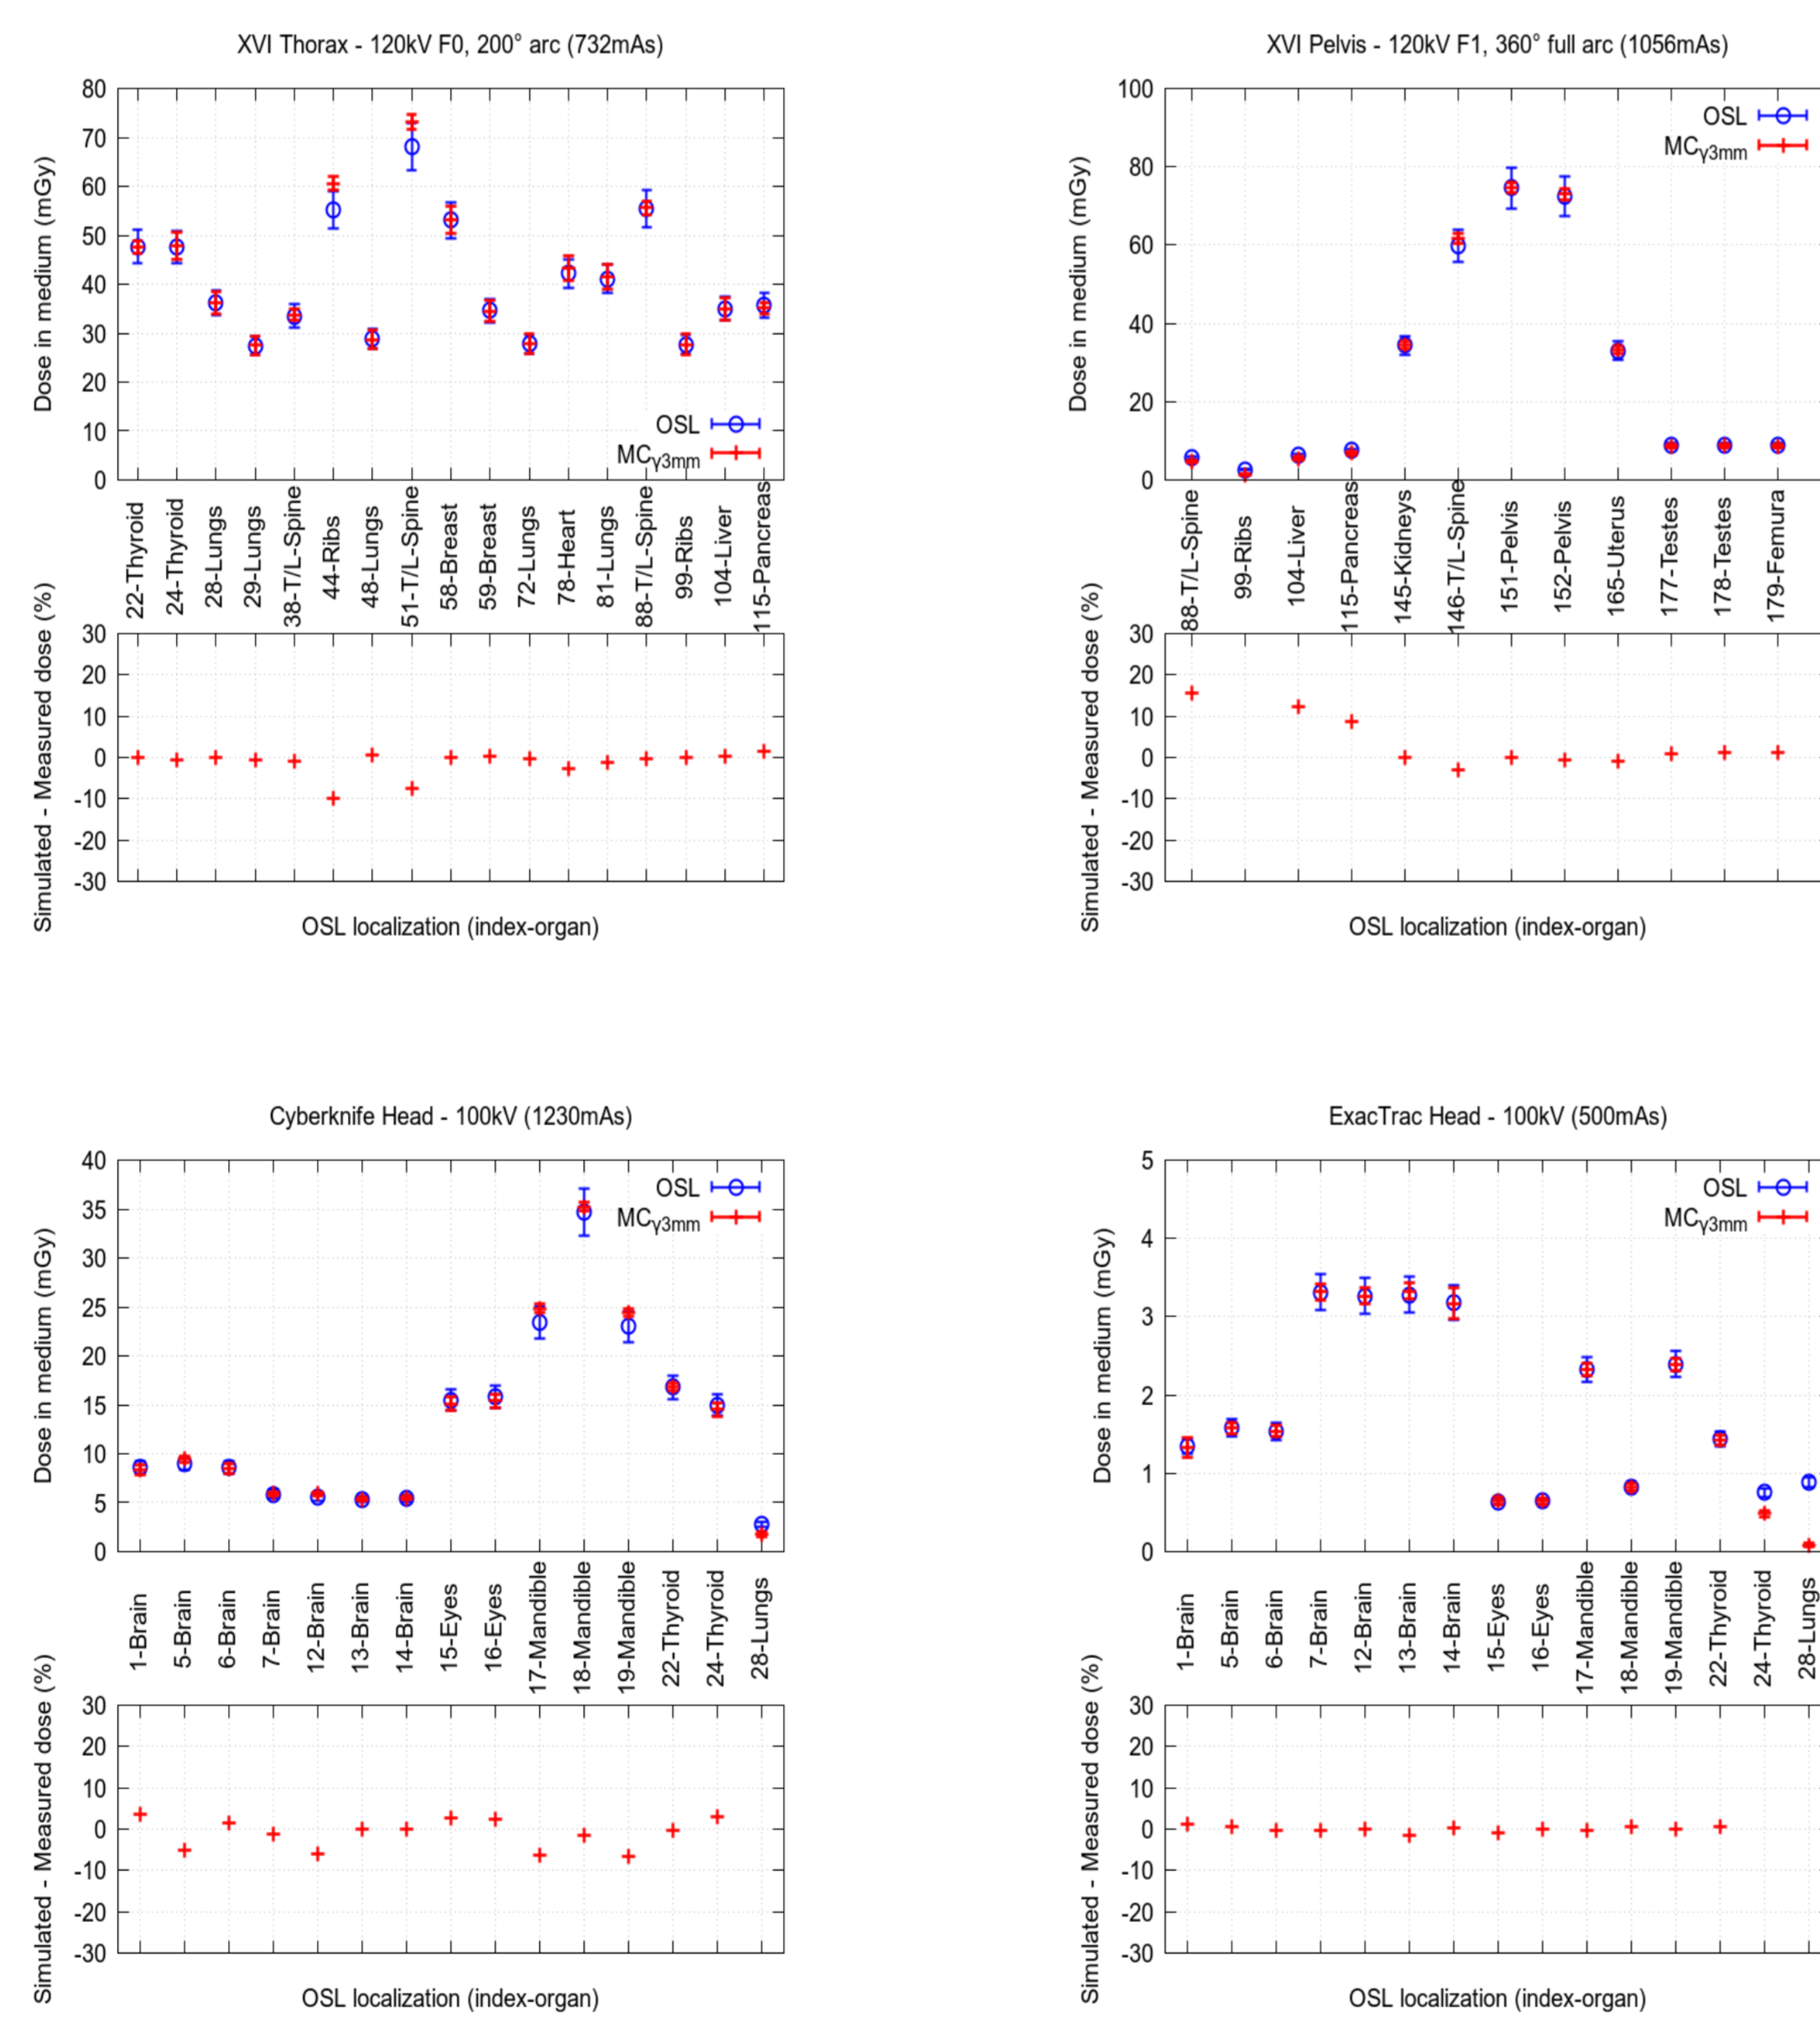 XVI Thorax - 120kV F0, 200° arc (732mAs)
Dose in medium (mGy)
80
70
60
50
40
30
20
10
0
OSL
MCγ3mm
22-Thyroid
24-Thyroid
28-Lungs
29-Lungs
38-T/L-Spine
44-Ribs
48-Lungs
51-T/L-Spine
58-Breast
59-Breast
72-Lungs
78-Heart
81-Lungs
88-T/L-Spine
99-Ribs
104-Liver
115-Pancreas
Simulated - Measured dose (%)
30
20
10
0
-10
-20
-30
OSL localization (index-organ)
XVI Pelvis - 120kV F1, 360° full arc (1056mAs)
Dose in medium (mGy)
100
80
60
40
20
0
OSL
MCγ3mm
88-T/L-Spine
99-Ribs
104-Liver
115-Pancreas
145-Kidneys
146-T/L-Spine
151-Pelvis
152-Pelvis
165-Uterus
177-Testes
178-Testes
179-Femura
Simulated - Measured dose (%)
30
20
10
0
-10
-20
-30
OSL localization (index-organ)
Cyberknife Head - 100kV (1230mAs)
Dose in medium (mGy)
40
35
30
25
20
15
10
5
0
OSL
MCγ3mm
1-Brain
5-Brain
6-Brain
7-Brain
12-Brain
13-Brain
14-Brain
15-Eyes
16-Eyes
17-Mandible
18-Mandible
19-Mandible
22-Thyroid
24-Thyroid
28-Lungs
Simulated - Measured dose (%)
30
20
10
0
-10
-20
-30
OSL localization (index-organ)
ExacTrac Head - 100kV (500mAs)
Dose in medium (mGy)
5
4
3
2
1
0
OSL
MCγ3mm
1-Brain
5-Brain
6-Brain
7-Brain
12-Brain
13-Brain
14-Brain
15-Eyes
16-Eyes
17-Mandible
18-Mandible
19-Mandible
22-Thyroid
24-Thyroid
28-Lungs
Simulated - Measured dose (%)
30
20
10
0
-10
-20
-30
OSL localization (index-organ)